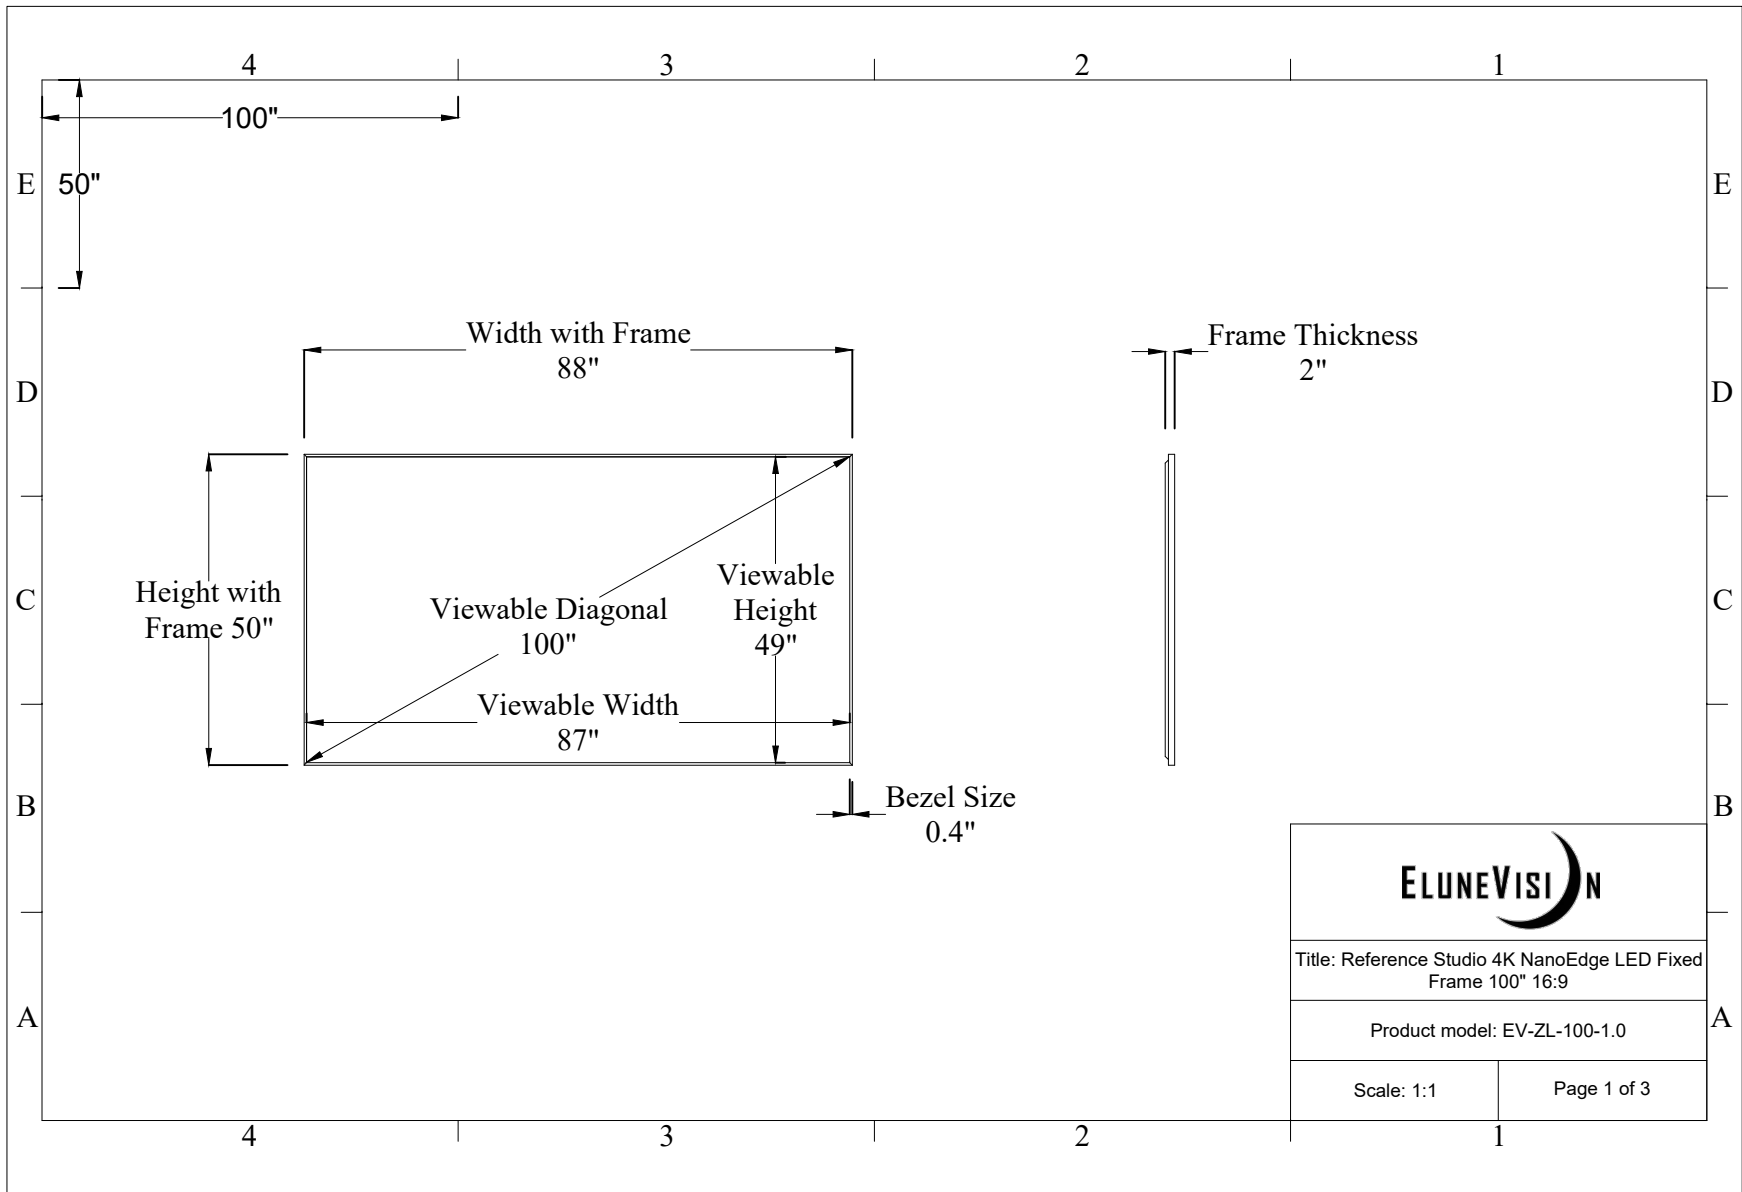 4 3 2 1
100"
E 50" E
Width with Frame
88"
Frame Thickness
2"
D D
Height with
Frame 50"
Viewable Diagonal
100"
Viewable
Height
49"
C C
Viewable Width
87"
Bezel Size
0.4"
B B
ELUNEVISION
Title: Reference Studio 4K NanoEdge LED Fixed
Frame 100" 16:9
Product model: EV-ZL-100-1.0
A A
Scale: 1:1
Page 1 of 3
4 3 2 1